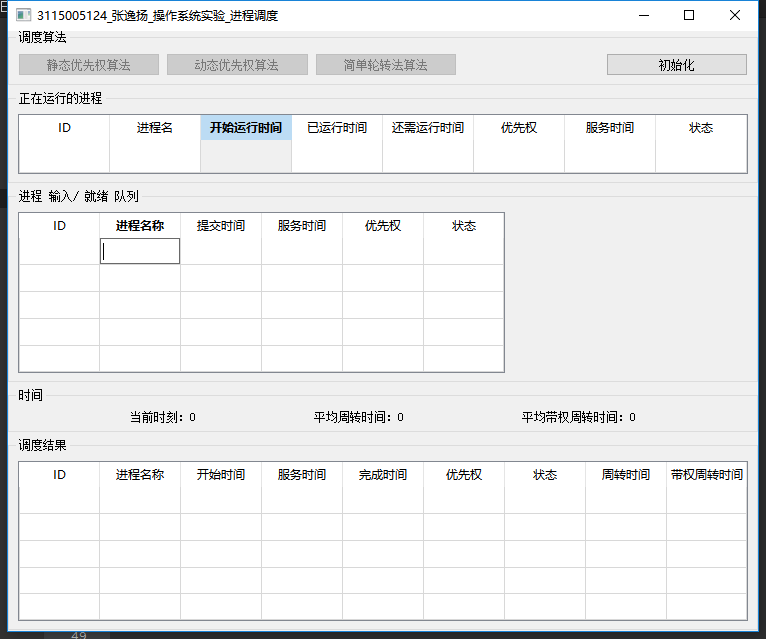 3115005124_张逸扬_操作系统实验_进程调度
调度算法
静态优先权算法 动态优先权算法 简单轮转法算法 初始化
正在运行的进程
ID 进程名 开始运行时间 已运行时间 还需运行时间 优先权 服务时间 状态
进程 输入/ 就绪 队列
ID 进程名称 提交时间 服务时间 优先权 状态
时间
当前时刻: 0 平均周转时间: 0 平均带权周转时间: 0
调度结果
ID 进程名称 开始时间 服务时间 完成时间 优先权 状态 周转时间 带权周转时间
49